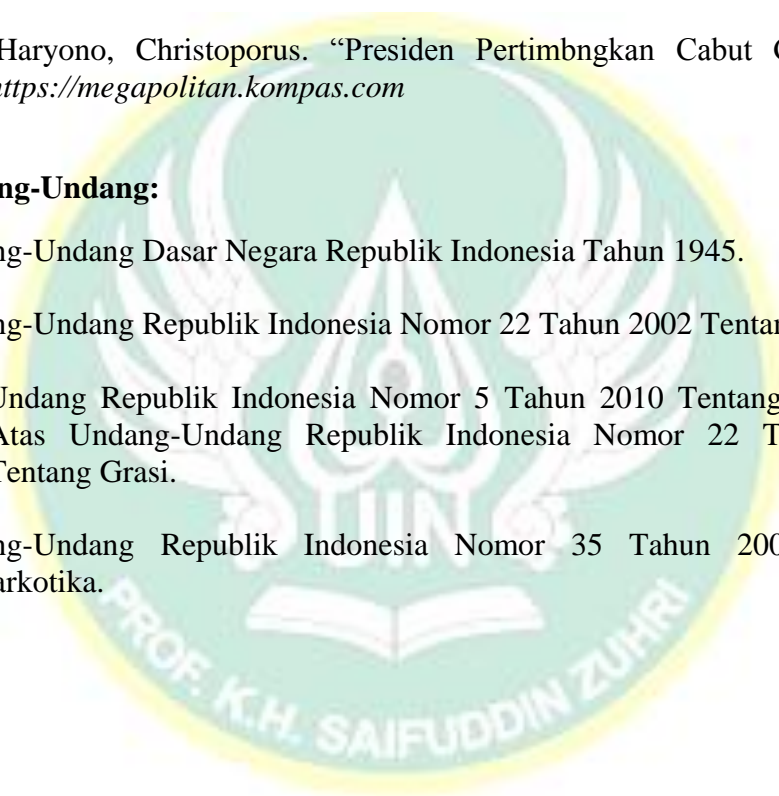 Haryono, Christoporus. “Presiden Pertimbngkan Cabut
https://megapolitan.kompas.com
ng-Undang:
ng-Undang Dasar Negara Republik Indonesia Tahun 1945.
ng-Undang Republik Indonesia Nomor 22 Tahun 2002 Tentan
Undang Republik Indonesia Nomor 5 Tahun 2010 Tentang
Atas Undang-Undang Republik Indonesia Nomor 22 T
Tentang Grasi.
ng-Undang Republik Indonesia Nomor 35 Tahun 200
arkotika.
UIN
PROF. K.H. SAIFUDDIN ZUHRI